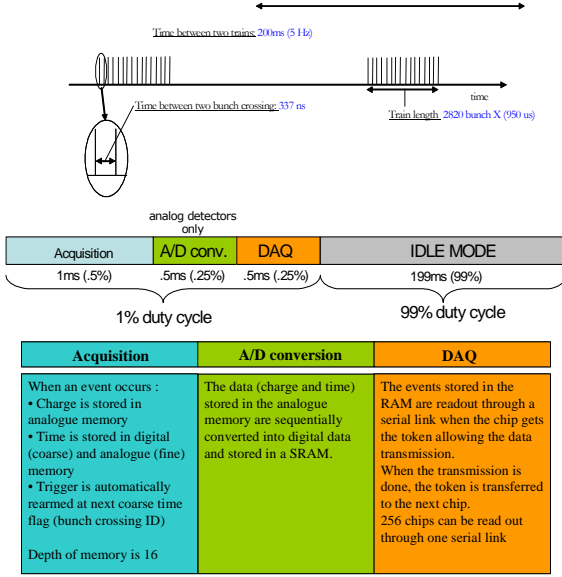 Time between two trains: 200ms (5 Hz)
time
Time between two bunch crossing: 337 ns
Train length 2820 bunch X (950 us)
analog detectors
only
Acquisition
A/D conv.
DAQ
IDLE MODE
1ms (.5%)
.5ms (.25%)
.5ms (.25%)
199ms (99%)
1% duty cycle
99% duty cycle
Acquisition
A/D conversion
DAQ
When an event occurs :
• Charge is stored in
analogue memory
• Time is stored in digital
(coarse) and analogue (fine)
memory
• Trigger is automatically
rearmed at next coarse time
flag (bunch crossing ID)
Depth of memory is 16
The data (charge and time)
stored in the analogue
memory are sequentially
converted into digital data
and stored in a SRAM.
The events stored in the
RAM are readout through a
serial link when the chip gets
the token allowing the data
transmission.
When the transmission is
done, the token is transferred
to the next chip.
256 chips can be read out
through one serial link